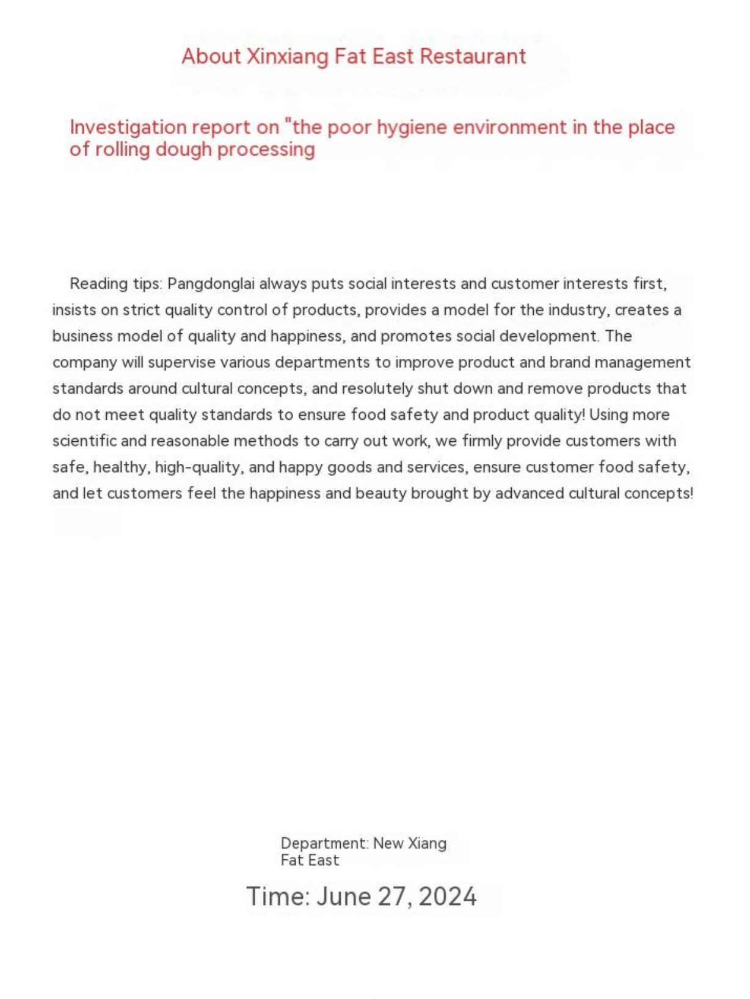 About Xinxiang Fat East Restaurant
Investigation report on "the poor hygiene environment in the place
of rolling dough processing
Reading tips: Pangdonglai always puts social interests and customer interests first,
insists on strict quality control of products, provides a model for the industry, creates a
business model of quality and happiness, and promotes social development. The
company will supervise various departments to improve product and brand management
standards around cultural concepts, and resolutely shut down and remove products that
do not meet quality standards to ensure food safety and product quality! Using more
scientific and reasonable methods to carry out work, we firmly provide customers with
safe, healthy, high-quality, and happy goods and services, ensure customer food safety,
and let customers feel the happiness and beauty brought by advanced cultural concepts!
Department: New Xiang
Fat East
Time: June 27, 2024